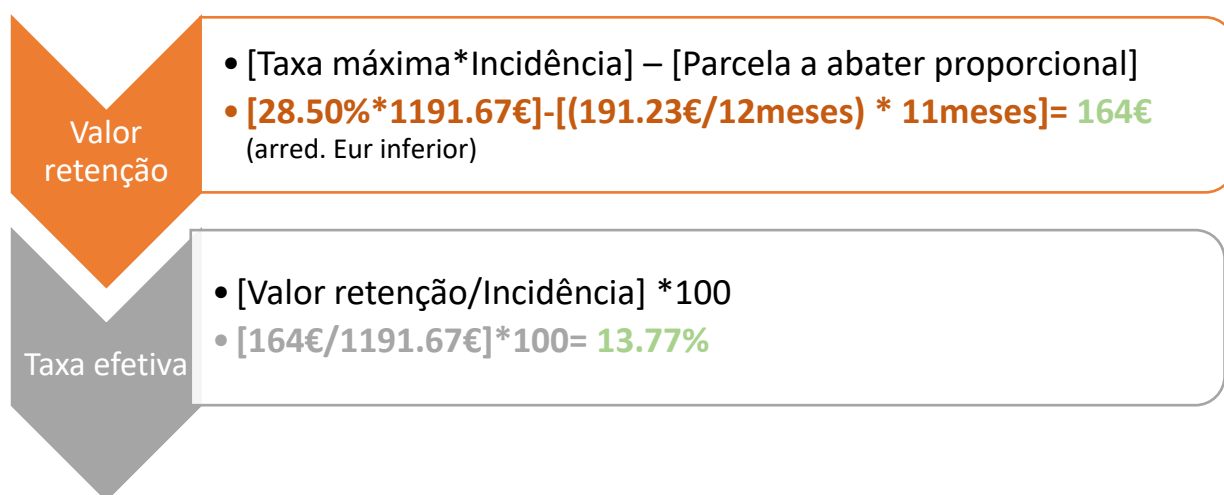 Valor
retenção
• [Taxa máxima*Incidência] – [Parcela a abater proporcional]
• [28.50%*1191.67€]-[(191.23€/12meses) * 11meses]= 164€
(arred. Eur inferior)
Taxa efetiva
• [Valor retenção/Incidência] *100
• [164€/1191.67€]*100= 13.77%